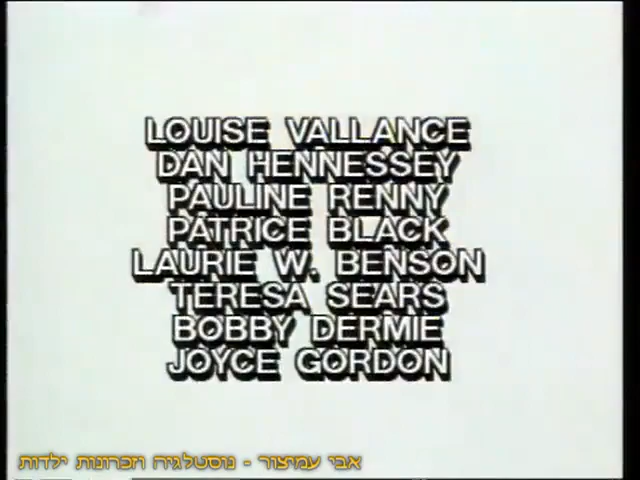 LOUISE VALLANCE
DAN HENNESSEY
PAULINE RENNY
PATRICE BLACK
LAURIE W. BENSON
TERESA SEARS
BOBBY DERMIE
JOYCE GORDON
אבי עמיצור - נוסטלגיה וזכרונות ילדות